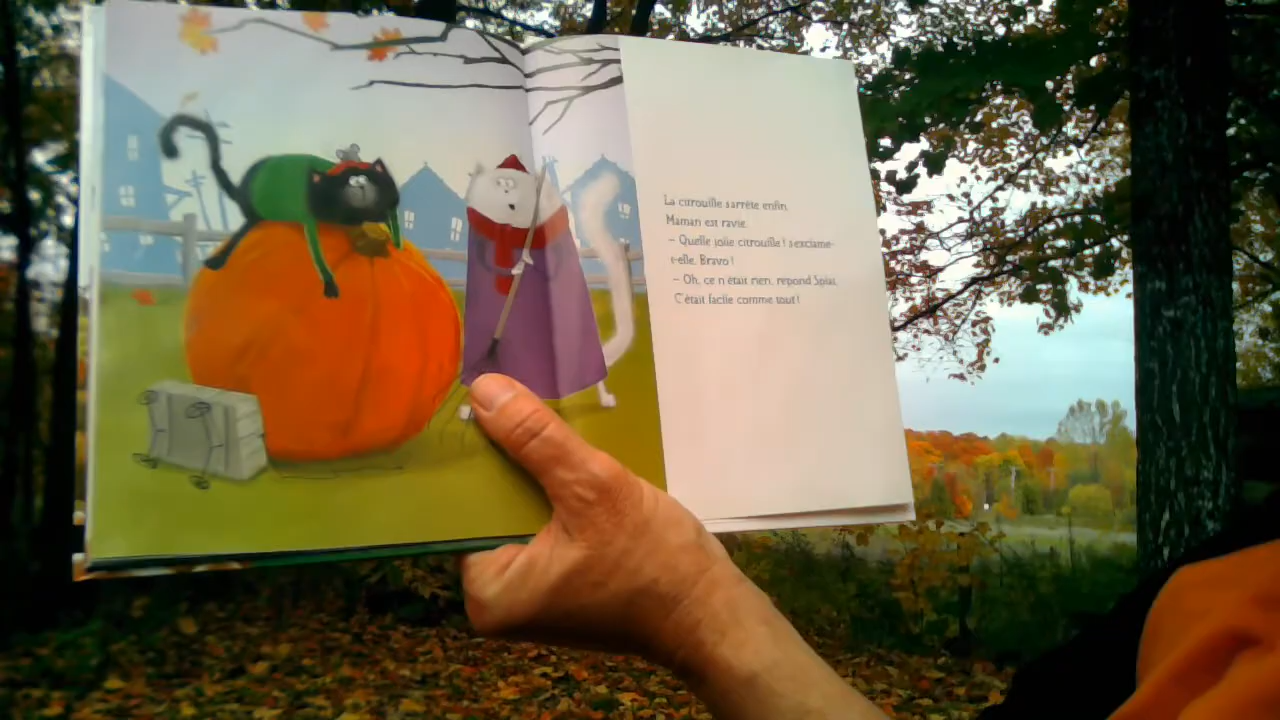 La citrouille s'arrête enfin.
Maman est ravie.
– Quelle jolie citrouille ! s'exclame-
t-elle. Bravo !
– Oh, ce n'était rien, répond Splat.
C'était facile comme tout !